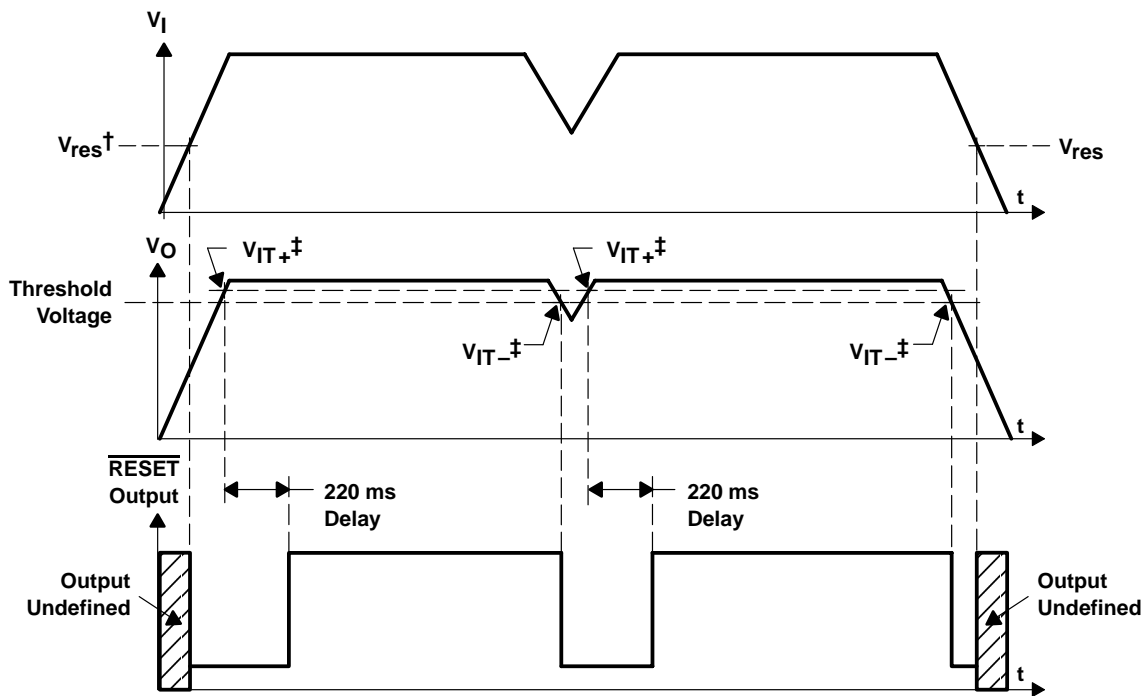 VI
Vres†
Vres
t
VO
VIT+‡
VIT+‡
Threshold
Voltage
VIT–‡
VIT–‡
t
RESET
Output
220 ms
Delay
220 ms
Delay
Output
Undefined
Output
Undefined
t